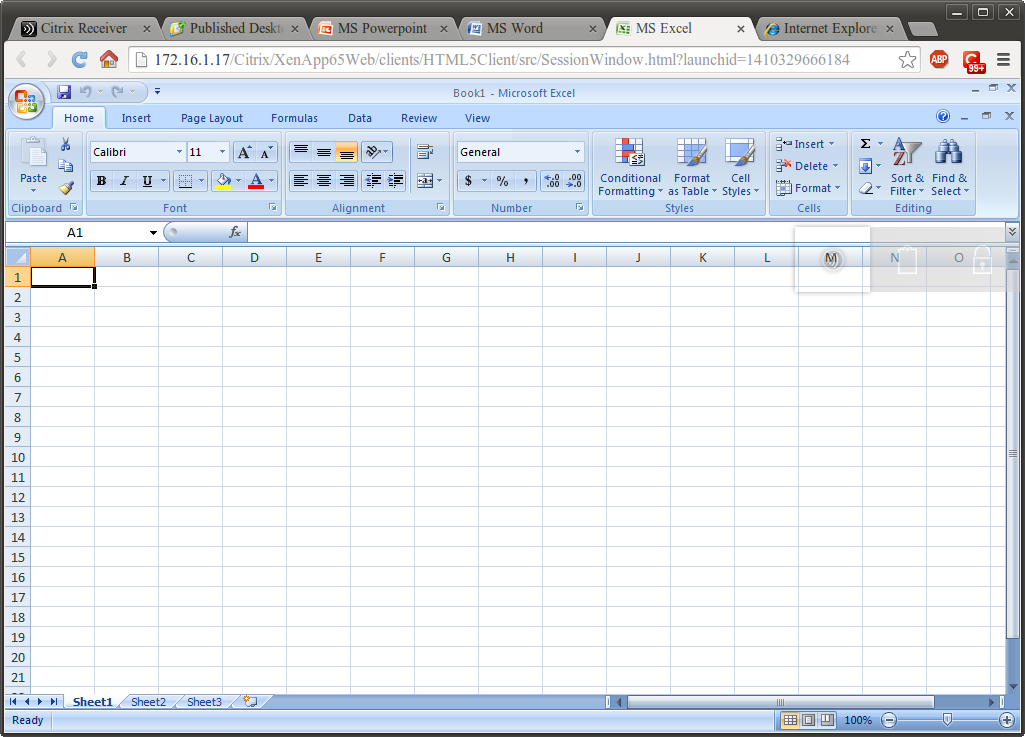 Citrix Receiver Published Deskt MS Powerpoint MS Word MS Excel Internet Explore
172.16.1.17/Citrix/XenApp65Web/clients/HTML5Client/src/SessionWindow.html?launchid=1410329666184 ABP 99+
Book1 - Microsoft Excel
Home Insert Page Layout Formulas Data Review View
Paste
Clipboard
Calibri 11 A A
B I U A
Font
Alignment
General
$ % , .00 .00
Number
Conditional Formatting
Format as Table
Cell Styles
Styles
Insert
Delete
Format
Cells
Σ
Sort & Filter
Find & Select
Editing
A1 fx
A B C D E F G H I J K L M N O
1
2
3
4
5
6
7
8
9
10
11
12
13
14
15
16
17
18
19
20
21
Sheet1 Sheet2 Sheet3
Ready 100%